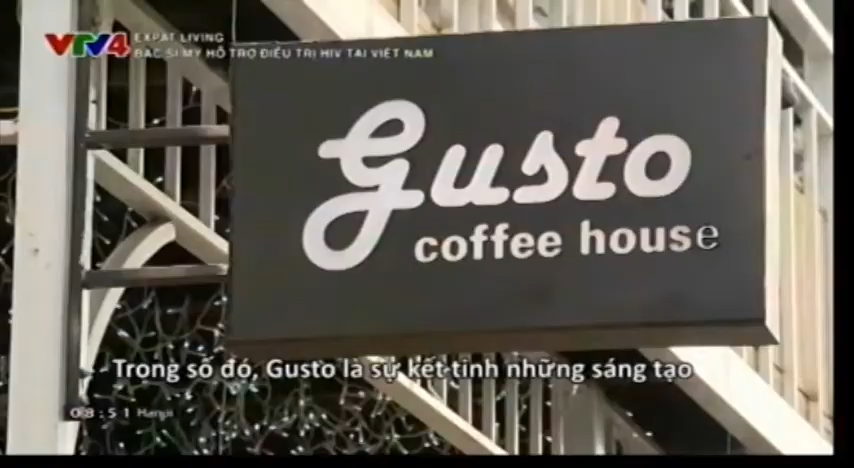 VTV4
EXPAT LIVING
BÁC SĨ MỸ HỖ TRỢ ĐIỀU TRỊ HIV TẠI VIỆT NAM
Gusto
coffee house
Trong số đó, Gusto là sự kết tinh những sáng tạo
08:51 Hanoi